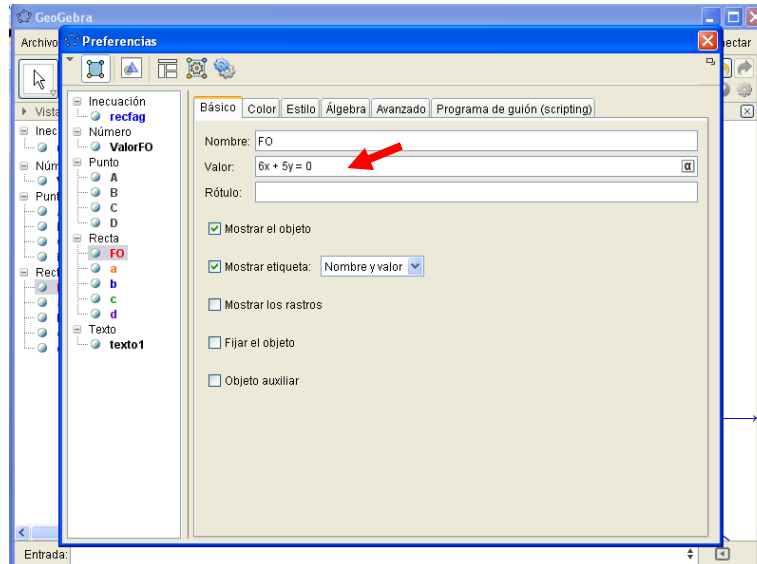 GeoGebra
Archivo
ectar
Preferencias
Vista
Inec
Núm
Punt
Rect
Entrada:
Inecuación
recfag
Número
ValorFO
Punto
A
B
C
D
Recta
FO
a
b
c
d
Texto
texto1
Básico Color Estilo Álgebra Avanzado Programa de guión (scripting)
Nombre: FO
Valor: 6x + 5y = 0 α
Rótulo:
Mostrar el objeto
Mostrar etiqueta: Nombre y valor
Mostrar los rastros
Fijar el objeto
Objeto auxiliar